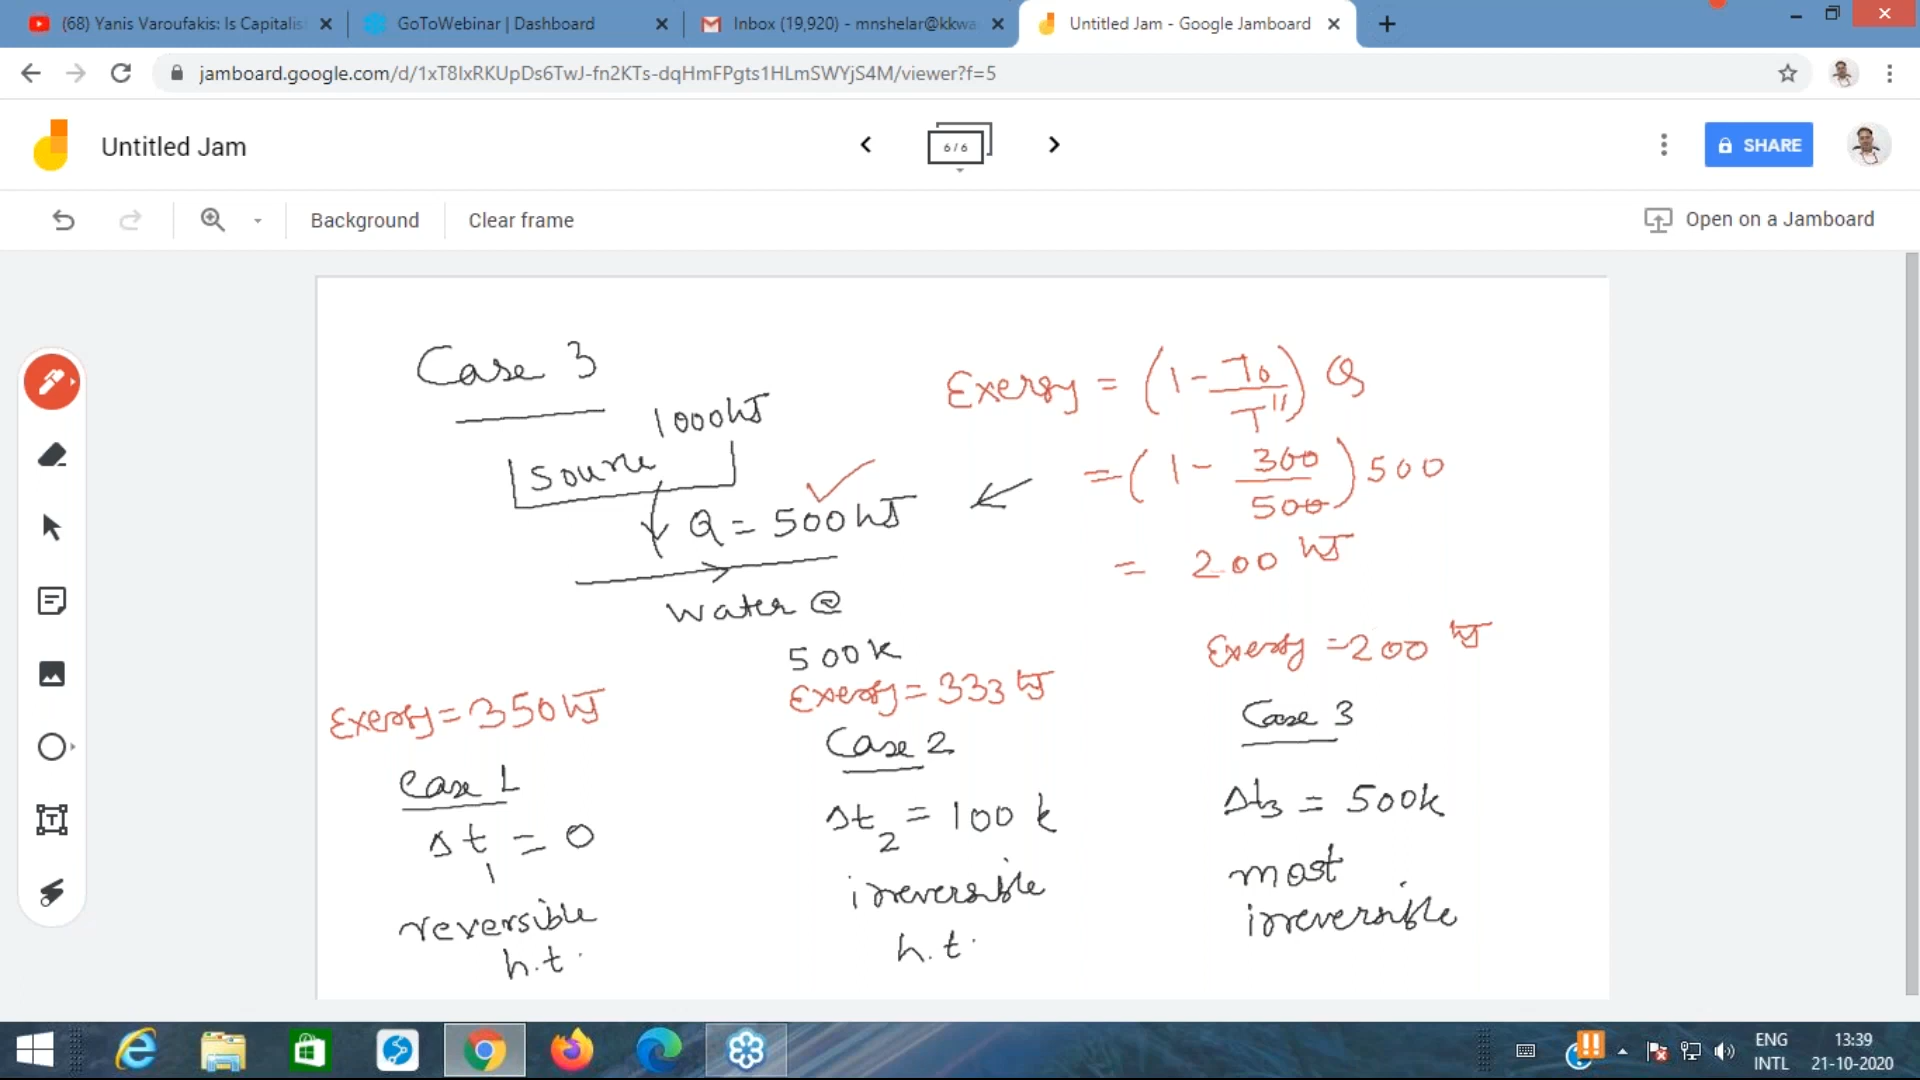 (68) Yanis Varoufakis: Is Capitalis
GoToWebinar | Dashboard
Inbox (19,920) - mnshelar@kkwa
Untitled Jam - Google Jamboard
jamboard.google.com/d/1xT8IxRKUpDs6TwJ-fn2KTs-dqHmFPgts1HLmSWYjS4M/viewer?f=5
Untitled Jam
6 / 6
SHARE
Background
Clear frame
Open on a Jamboard
Case 3
1000kJ
Source
Q = 500kJ
water @
500k
Exergy = (1 - T0/T") Q
= (1 - 300/500) 500
= 200 kJ
Exergy = 350kJ
Case 1
Δt1 = 0
reversible
h.t.
Exergy = 333 kJ
Case 2
Δt2 = 100 k
irreversible
h.t.
Exergy = 200 kJ
Case 3
Δt3 = 500k
most
irreversible
ENG
INTL
13:39
21-10-2020